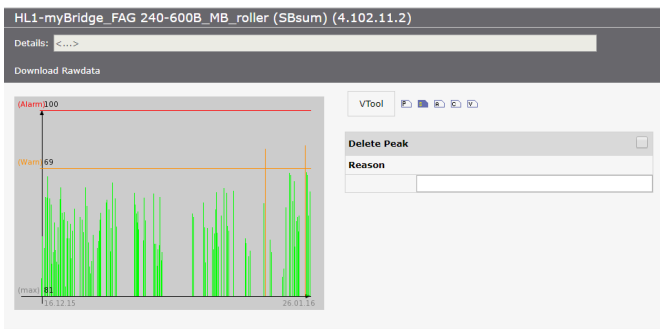 HL1-myBridge_FAG 240-600B_MB_roller (SBsum) (4.102.11.2)
Details: <...>
Download Rawdata
(Alarm)100
(Warn) 69
(max) 81
16.12.15 26.01.16
VTool P E A C V
Delete Peak
Reason